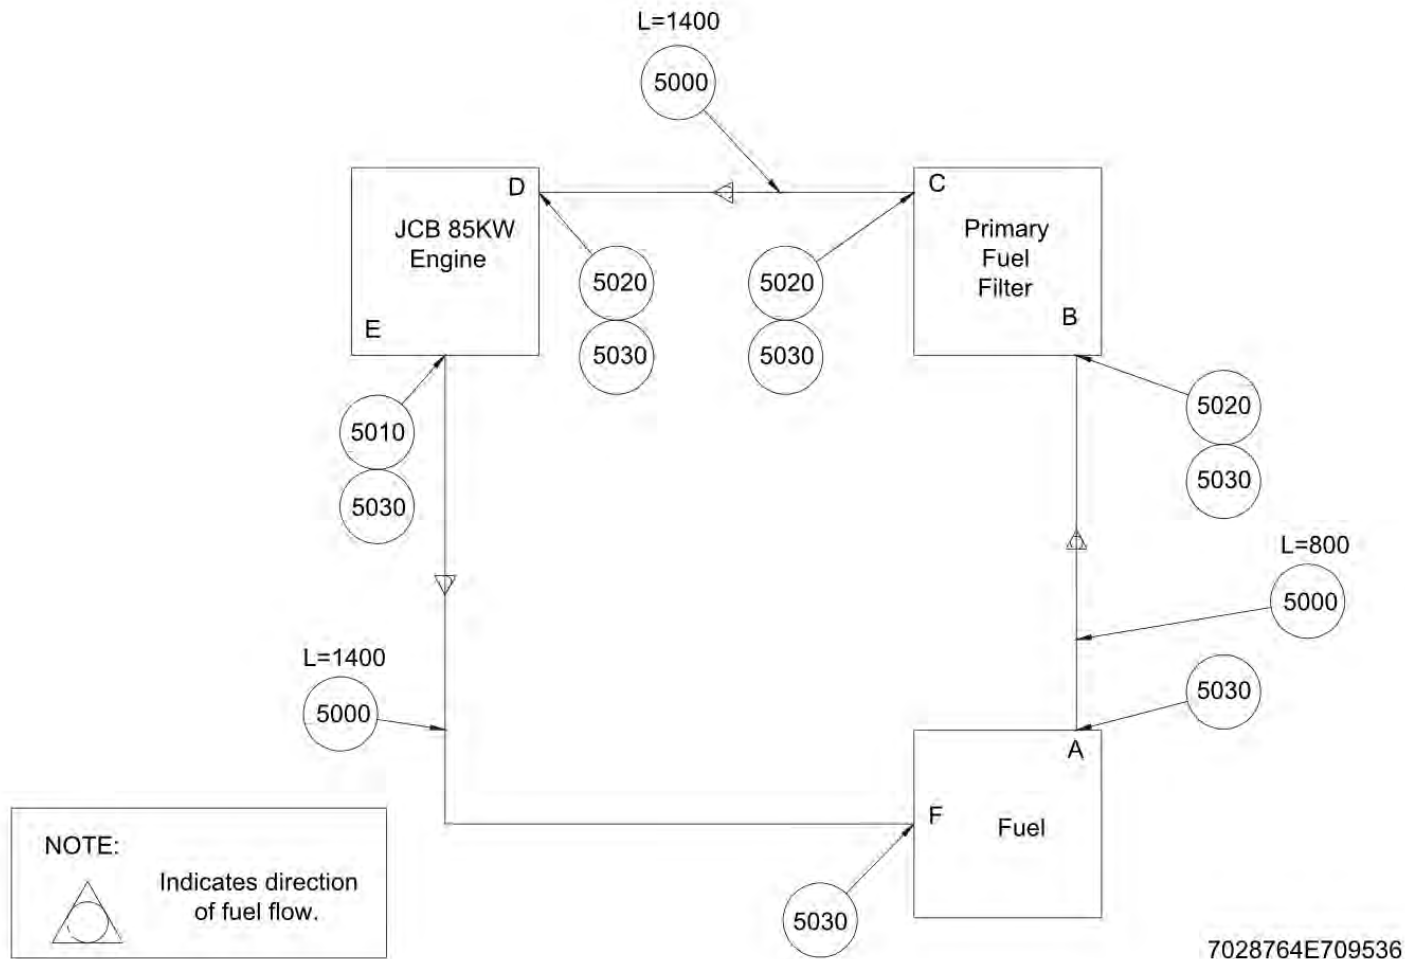 L=1400
5000
D
JCB 85KW
Engine
E
C
Primary
Fuel
Filter
B
5020
5030
5020
5030
5010
5030
5020
5030
L=800
5000
5030
L=1400
5000
A
F
Fuel
5030
NOTE:
Indicates direction
of fuel flow.
7028764E709536